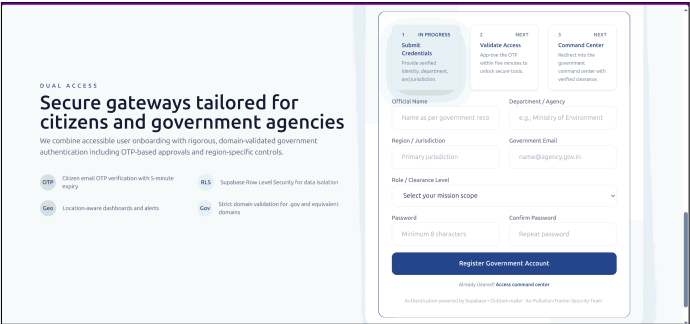 DUAL ACCESS
Secure gateways tailored for
citizens and government agencies
We combine accessible user onboarding with rigorous, domain-validated government
authentication including OTP-based approvals and region-specific controls.
OTP
Citizen email OTP verification with 5-minute
expiry
RLS
Supabase Row Level Security for data isolation
Geo
Location-aware dashboards and alerts
Gov
Strict domain validation for .gov and equivalent
domains
1 IN PROGRESS
Submit
Credentials
Provide verified
identity, department,
and jurisdiction.
2 NEXT
Validate
Access
Approve the OTP
within five minutes to
unlock secure tools.
3 NEXT
Command Center
Redirect into the
government
command center with
verified clearance.
Official Name
Name as per government reco
Department / Agency
e.g., Ministry of Environment
Region / Jurisdiction
Primary jurisdiction
Government Email
name@agency.gov.in
Role / Clearance Level
Select your mission scope
Password
Minimum 8 characters
Confirm Password
Repeat password
Register Government Account
Already cleared? Access command center
Authentication powered by Supabase · Outlook mailer "Air-Pollution Tracker Security Team"